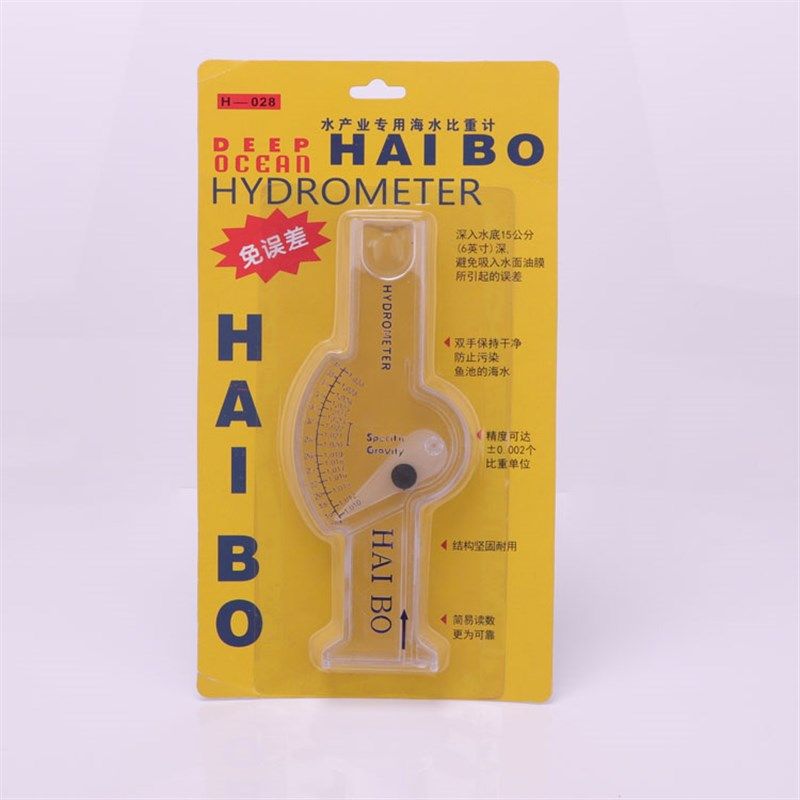 H—028
水产业专用海水比重计
DEEP
OCEAN
HAI BO
HYDROMETER
免误差
深入水底15公分
(6英寸)深,
避免吸入水面油膜
所引起的误差
HAI BO
HYDROMETER
双手保持干净
防止污染
鱼池的海水
Specific
Gravity
精度可达
±0.002个
比重单位
1.010
HAI BO
结构坚固耐用
简易读数
更为可靠